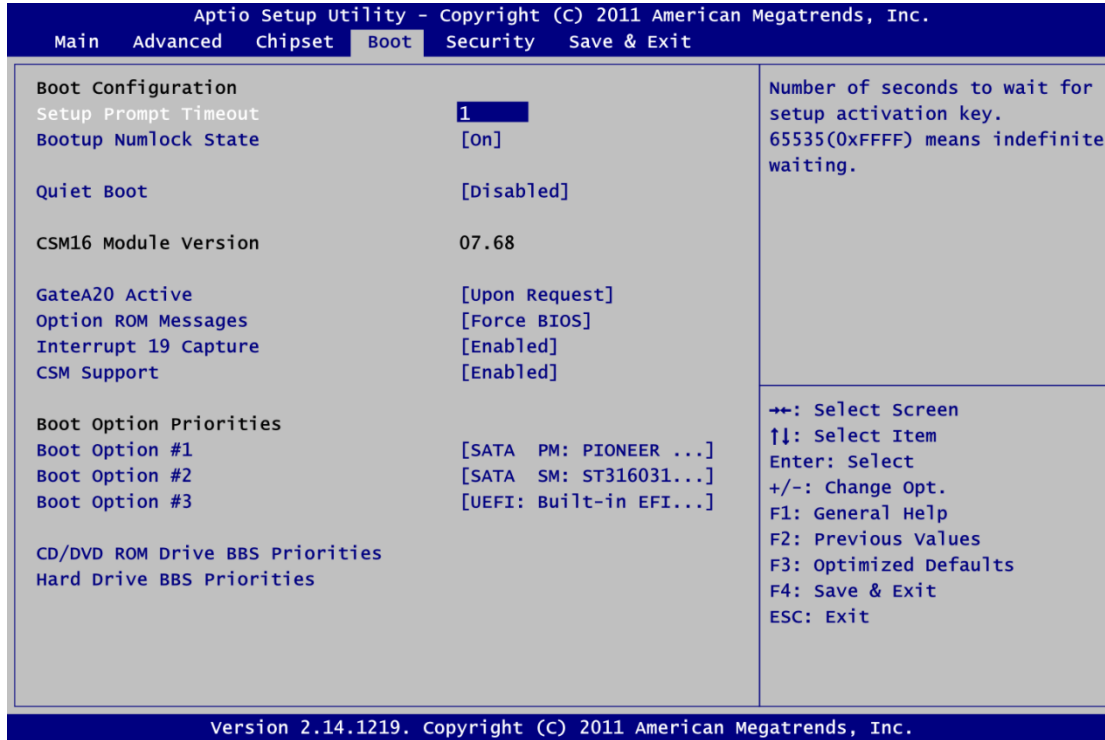 Aptio Setup Utility - Copyright (C) 2011 American Megatrends, Inc.
Main Advanced Chipset Boot Security Save & Exit
Boot Configuration
Setup Prompt Timeout 1
Bootup Numlock State [On]
Quiet Boot [Disabled]
CSM16 Module Version 07.68
GateA20 Active [Upon Request]
Option ROM Messages [Force BIOS]
Interrupt 19 Capture [Enabled]
CSM Support [Enabled]
Boot Option Priorities
Boot Option #1 [SATA PM: PIONEER ...]
Boot Option #2 [SATA SM: ST316031...]
Boot Option #3 [UEFI: Built-in EFI...]
CD/DVD ROM Drive BBS Priorities
Hard Drive BBS Priorities
Number of seconds to wait for
setup activation key.
65535(0xFFFF) means indefinite
waiting.
→←: Select Screen
↑↓: Select Item
Enter: Select
+/-: Change Opt.
F1: General Help
F2: Previous Values
F3: Optimized Defaults
F4: Save & Exit
ESC: Exit
Version 2.14.1219. Copyright (C) 2011 American Megatrends, Inc.